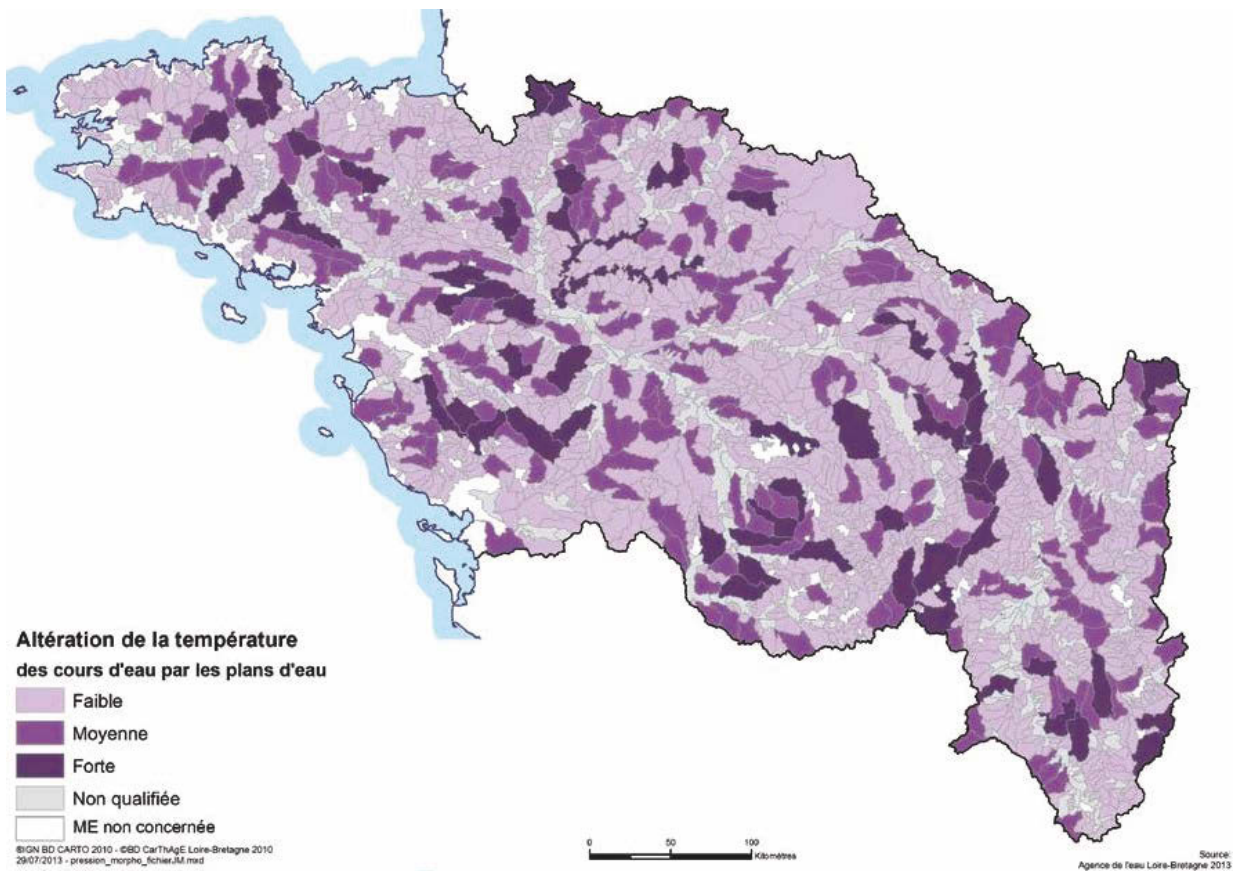 Altération de la température
des cours d'eau par les plans d'eau
Faible
Moyenne
Forte
Non qualifiée
ME non concernée
©IGN BD CARTO 2010 - ©BD CarThAgE Loire-Bretagne 2010
29/07/2013 - pression_morpho_fichierJM.mxd
0 50 100
Kilomètres
Source:
Agence de l'eau Loire-Bretagne 2013